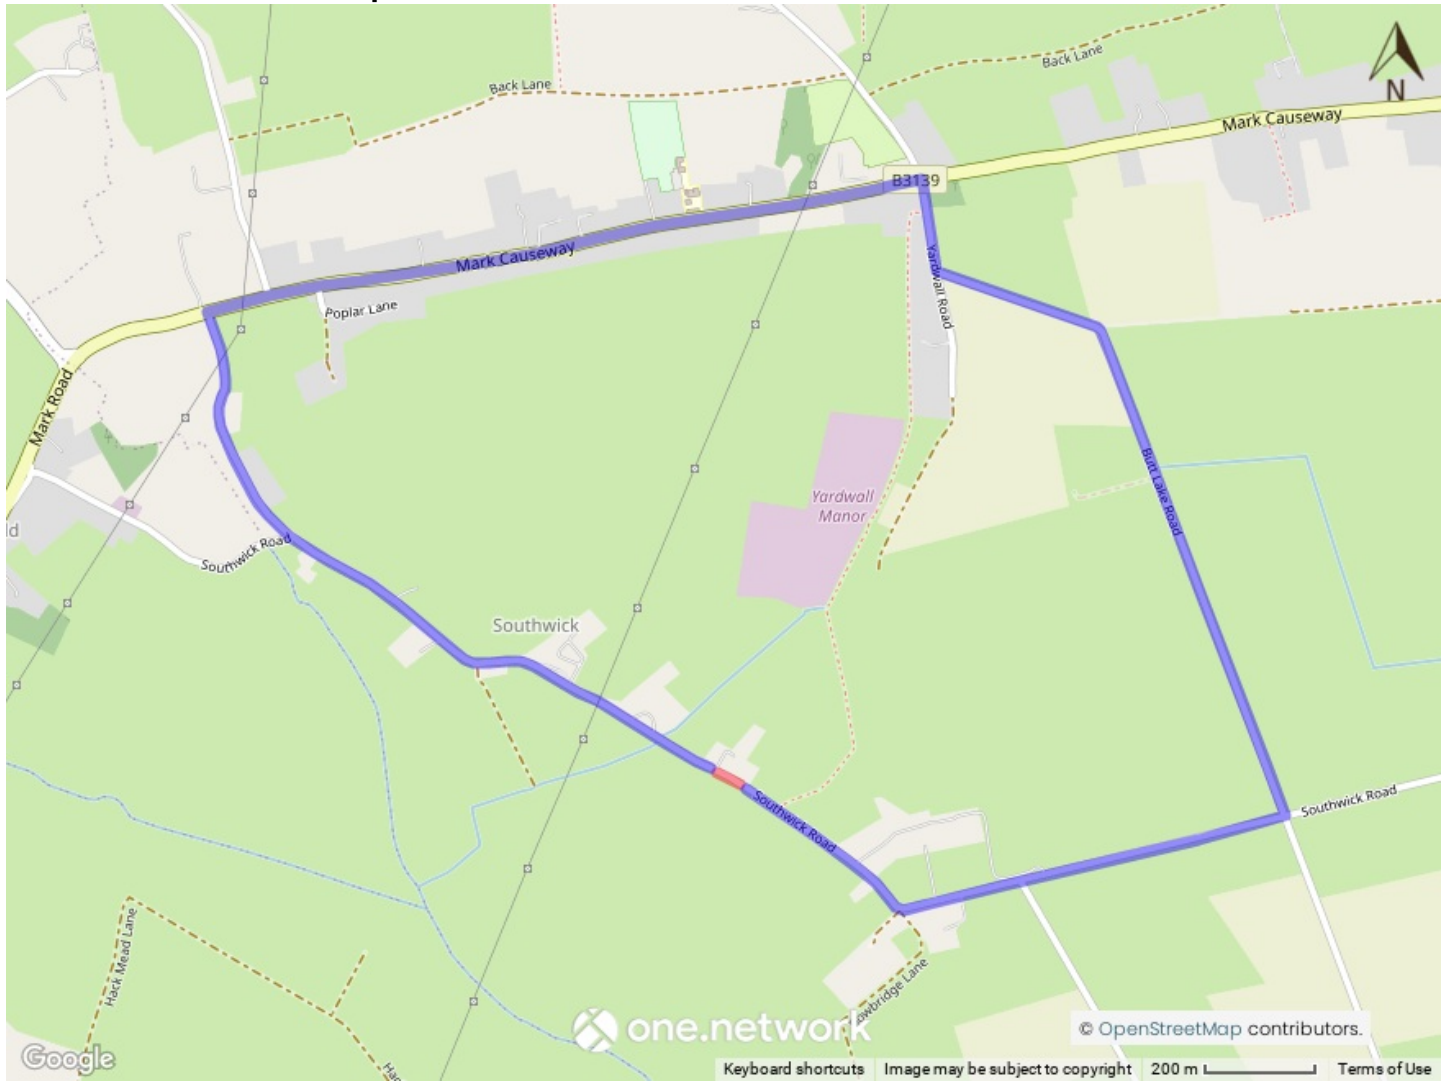 Back Lane
Back Lane
N
Mark Causeway
B3139
Mark Causeway
Yardwall Road
Poplar Lane
Mark Road
Butt Lake Road
Yardwall
Manor
Southwick Road
Southwick
Southwick Road
Southwick Road
Hack Mead Lane
one.network
© OpenStreetMap contributors.
Google
Keyboard shortcuts
Image may be subject to copyright
200 m
Terms of Use